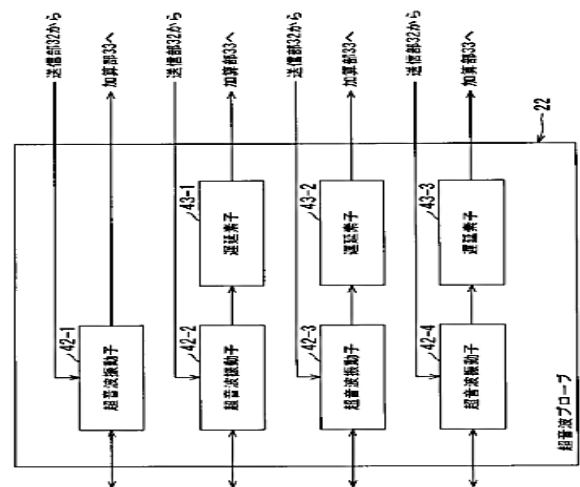 送信部32から
加算部33へ
送信部32から
加算部33へ
送信部32から
加算部33へ
送信部32から
加算部33へ
22
42-1
超音波振動子
42-2
超音波振動子
43-1
遅延素子
42-3
超音波振動子
43-2
遅延素子
42-4
超音波振動子
43-3
遅延素子
超音波プローブ